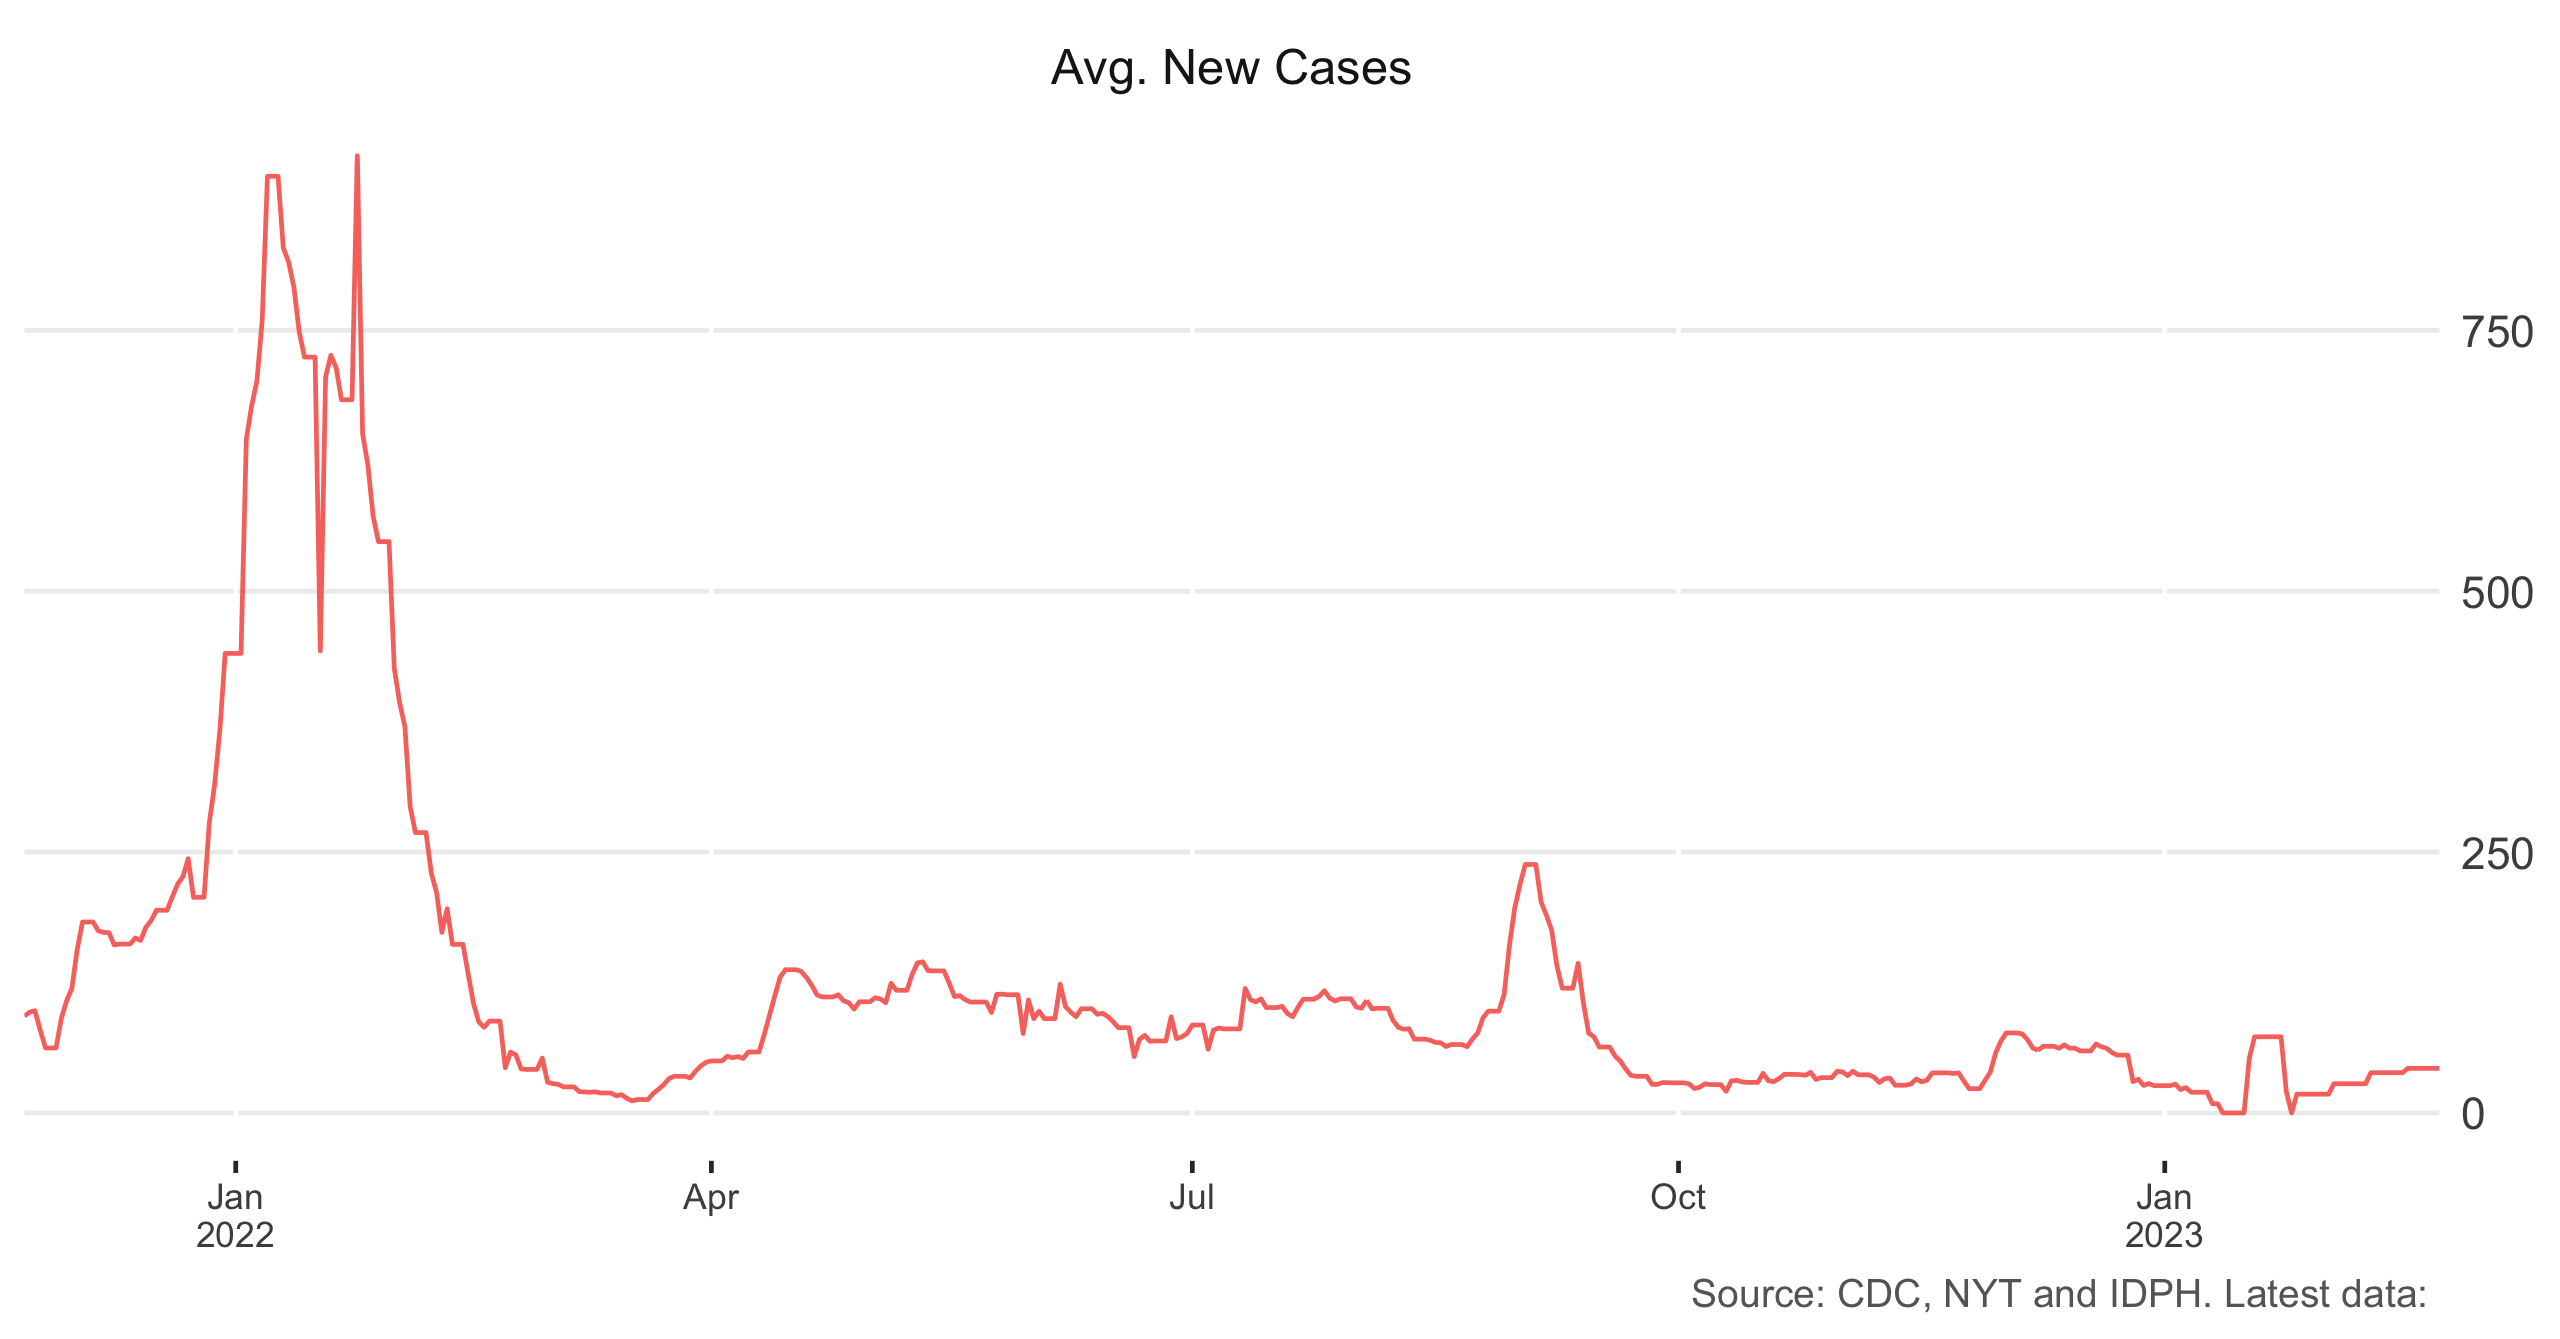 Avg. New Cases
750
500
250
0
Jan
2022
Apr
Jul
Oct
Jan
2023
Source: CDC, NYT and IDPH. Latest data: